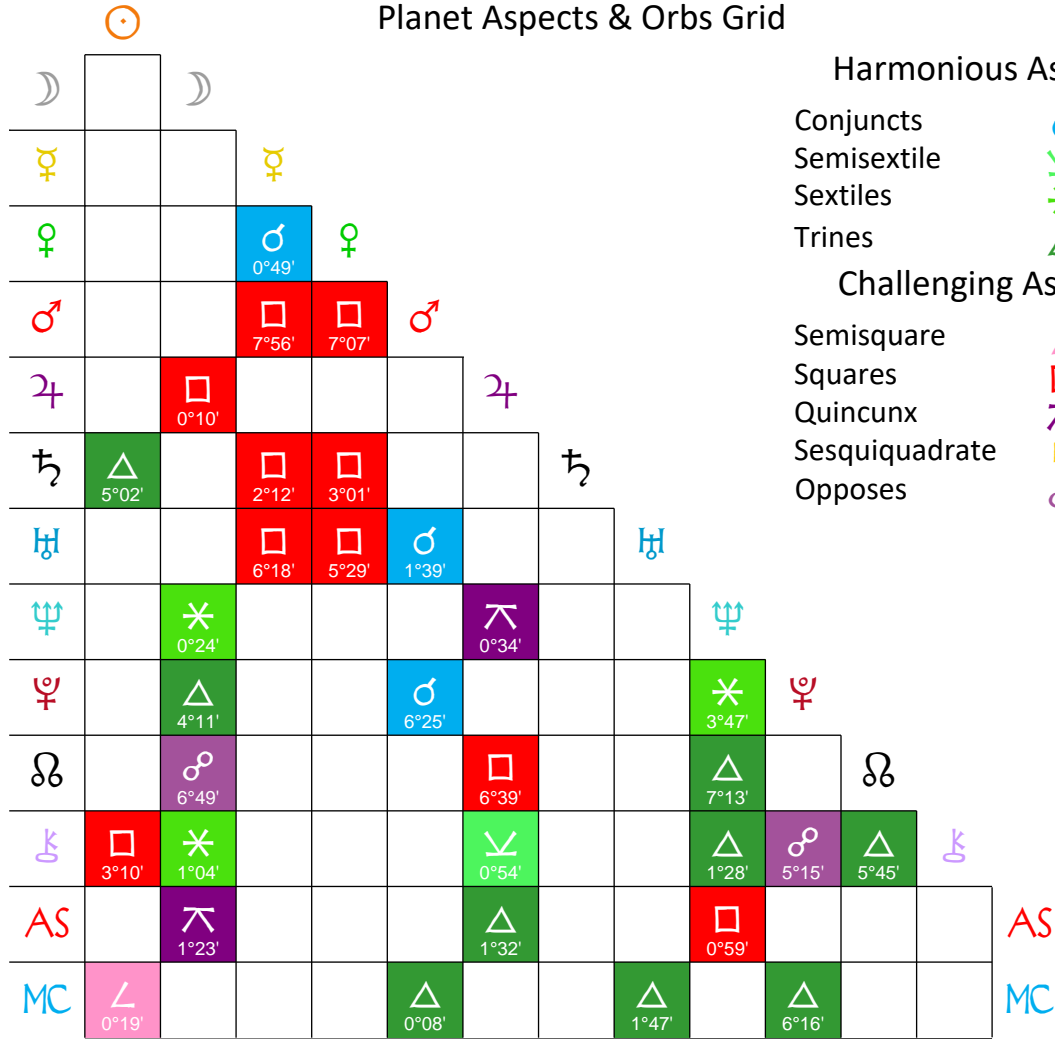 Planet Aspects & Orbs Grid
☉
Harmonious As
☽ ☽
Conjuncts ☌
Semisextile ⚺
Sextiles ⚹
Trines △
☿ ☿
♀ ☌ 0°49' ♀
Challenging As
♂ □ 7°56' □ 7°07' ♂
Semisquare
Squares □
Quincunx ⚻
Sesquiquadrate
Opposes ☍
♃ □ 0°10' ♃
♄ △ 5°02' □ 2°12' □ 3°01' ♄
♅ □ 6°18' □ 5°29' ☌ 1°39' ♅
♆ ⚹ 0°24' ⚻ 0°34' ♆
♇ △ 4°11' ☌ 6°25' ⚹ 3°47' ♇
☊ ☍ 6°49' □ 6°39' △ 7°13' ☊
⚷ □ 3°10' ⚹ 1°04' ⚺ 0°54' △ 1°28' ☍ 5°15' △ 5°45' ⚷
AS ⚻ 1°23' △ 1°32' □ 0°59' AS
MC ∠ 0°19' △ 0°08' △ 1°47' △ 6°16' MC